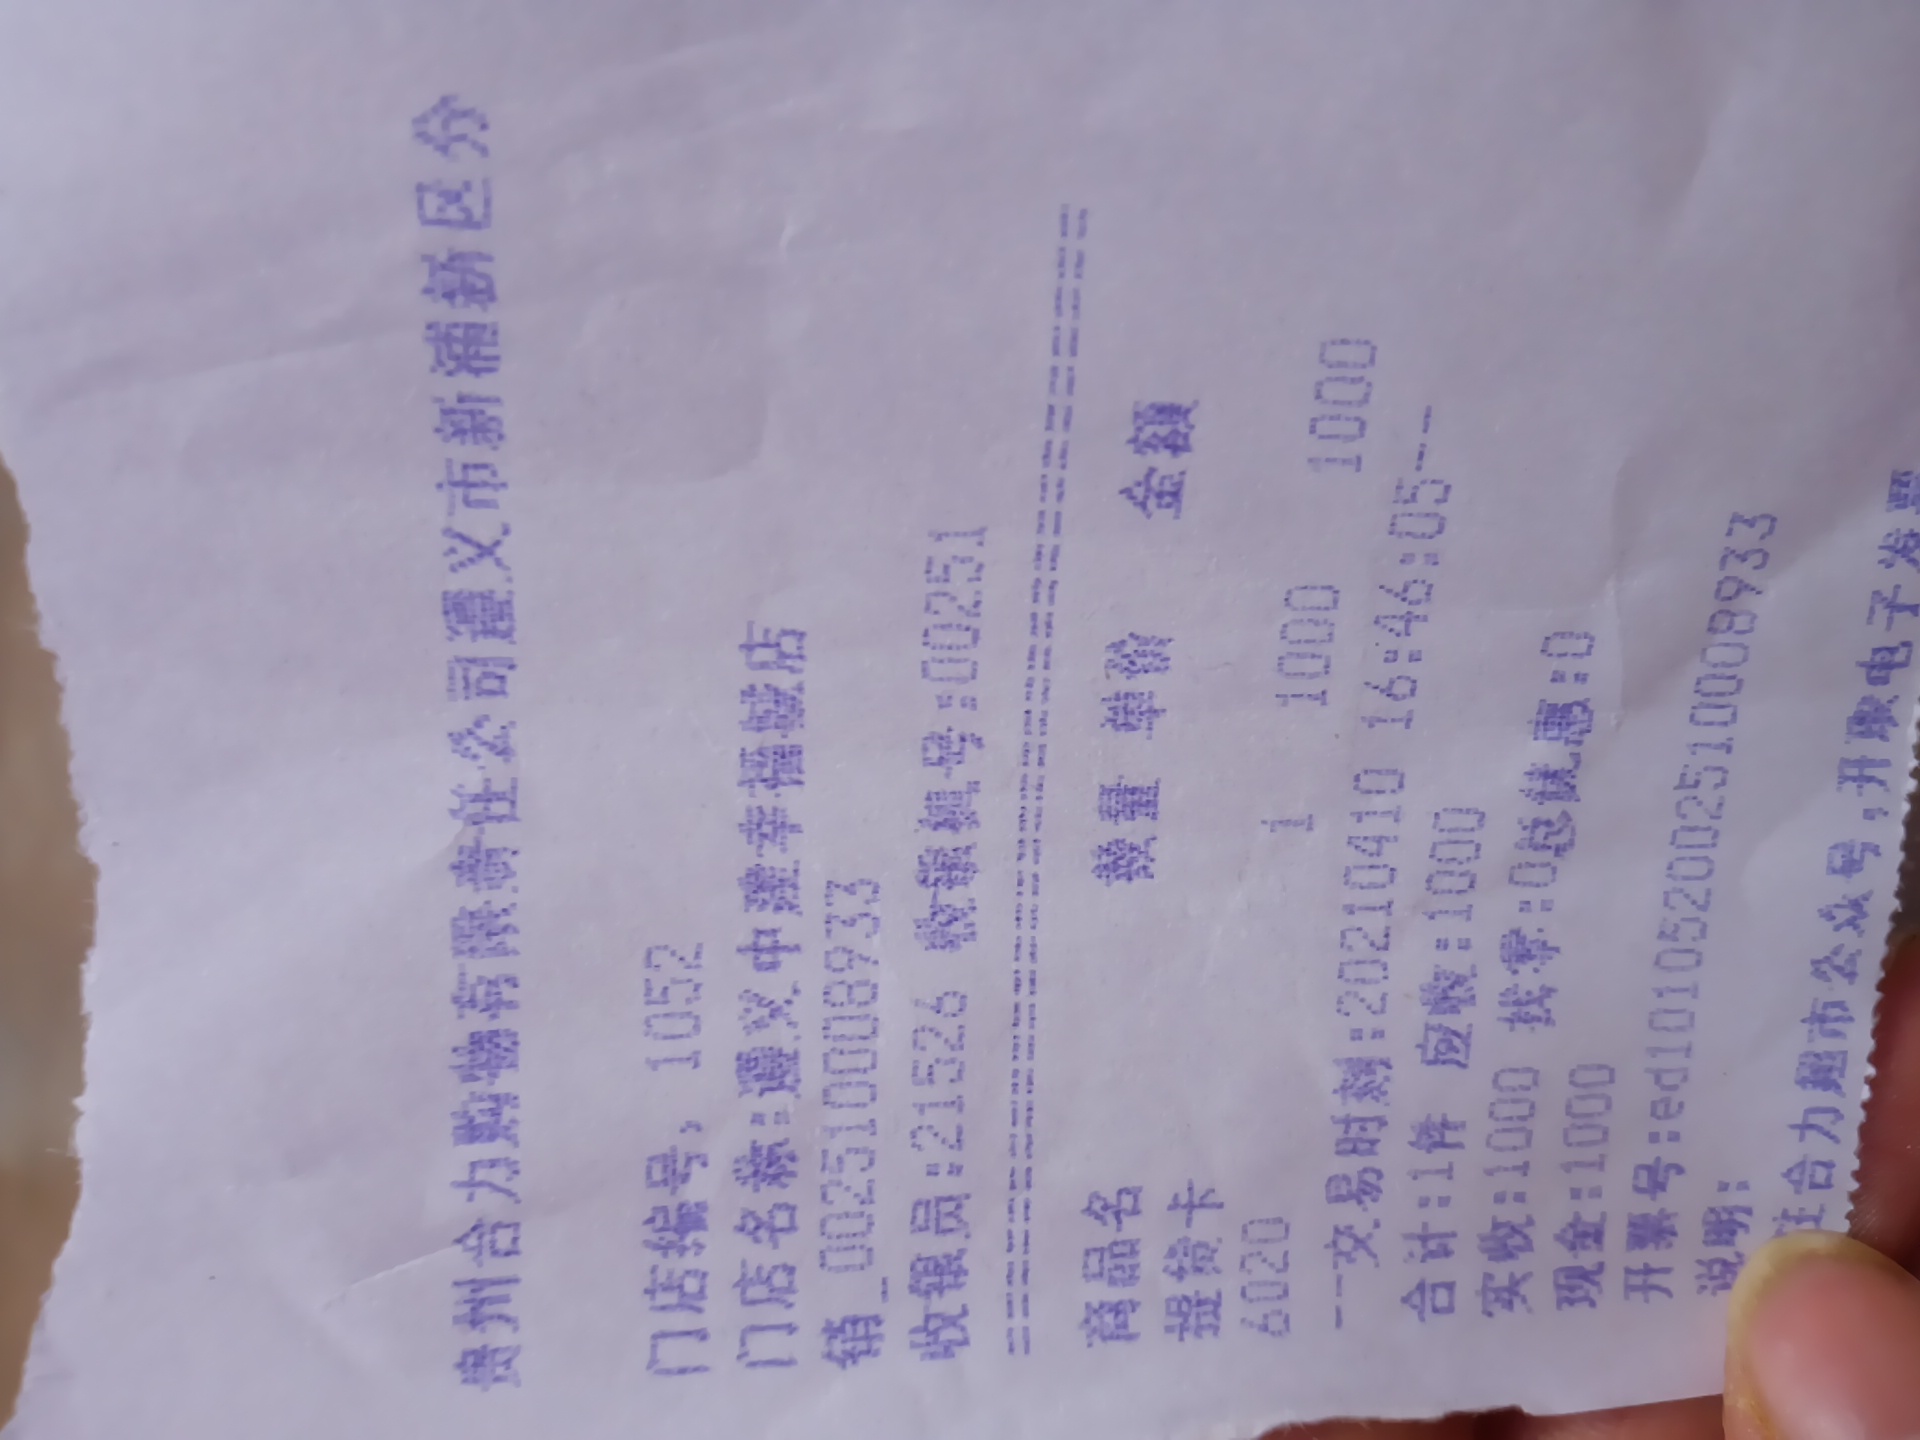 贵州合力购物有限责任公司遵义市新浦新区分
门店编号, 1052
门店名称:遵义中建幸福城店
销_0025100008933
收银员:21526 收银机号:00251
商品名 数量 单价 金额
提货卡
6020 1 1000 1000
--交易时刻:20210410 16:46:05--
合计:1件 应收:1000
实收:1000 找零:0总优惠:0
现金:1000
开票号:ed1010520025100008933
说明:
注合力超市公众号,开取电子发票